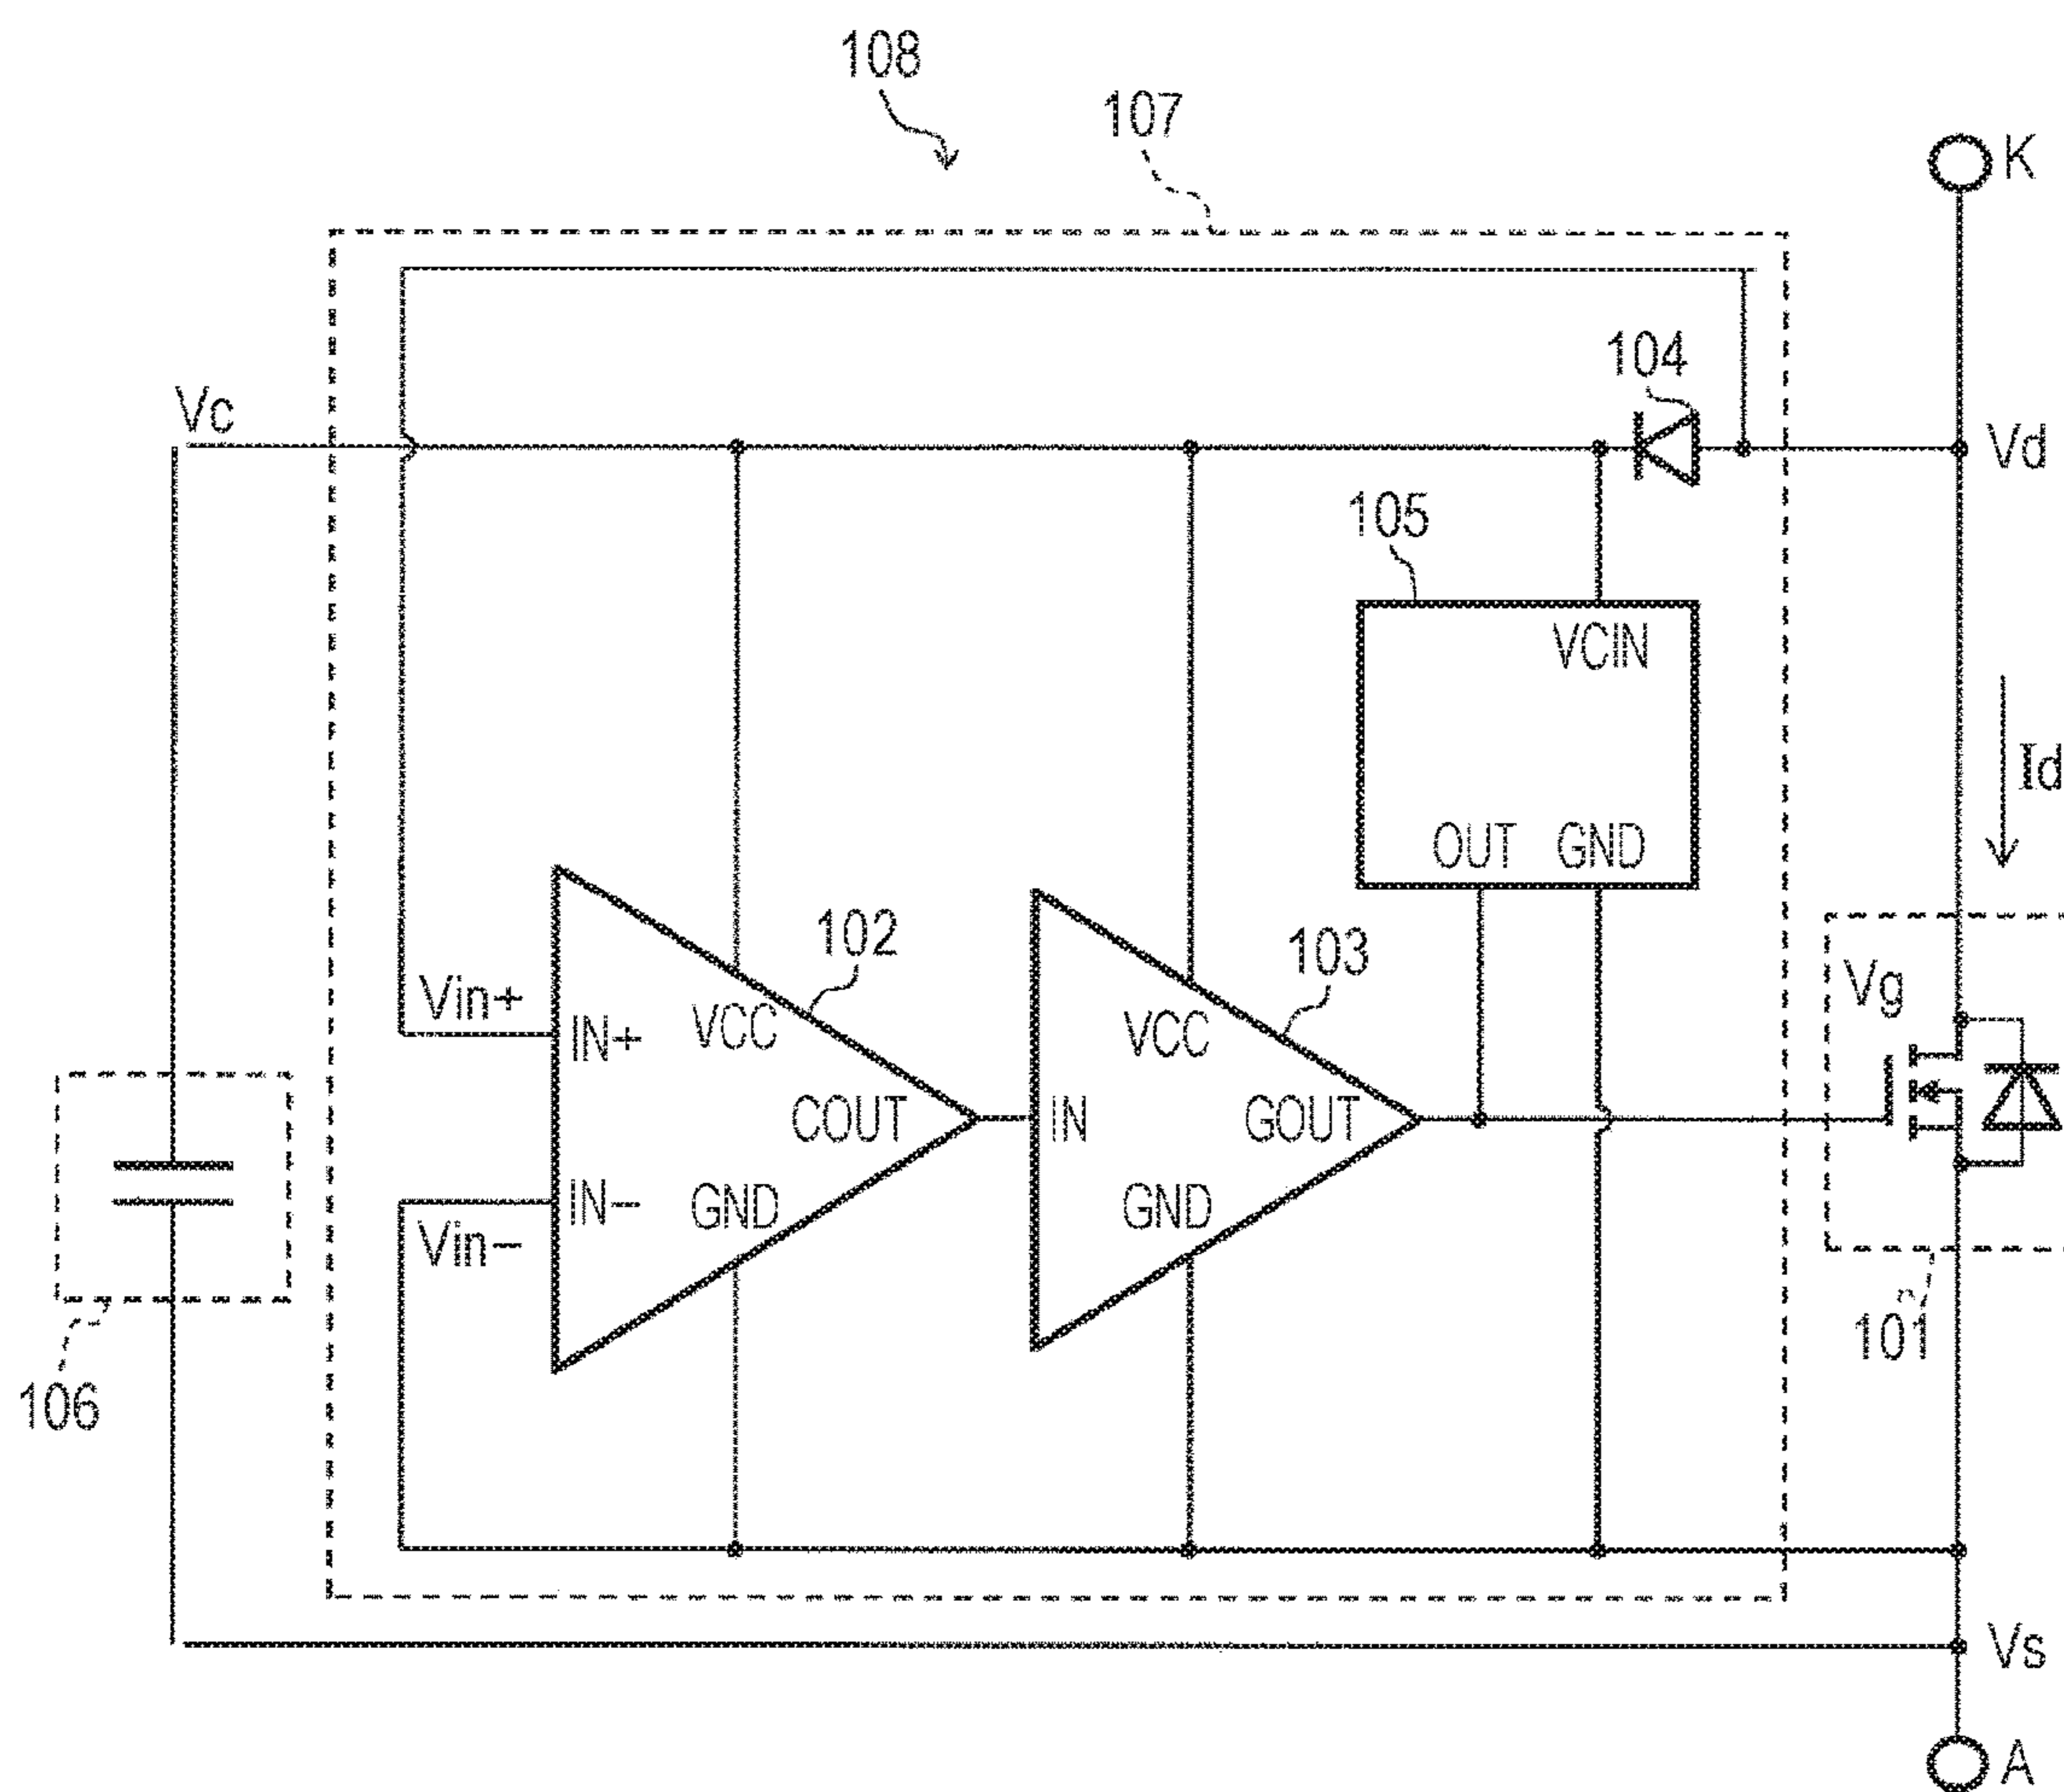 108
107
K
104
Vc
Vd
105
VCIN
Id
OUT GND
102
103
Vin+
Vg
IN+
VCC
VCC
COUT
IN
GOUT
IN−
GND
GND
Vin−
101
106
Vs
A